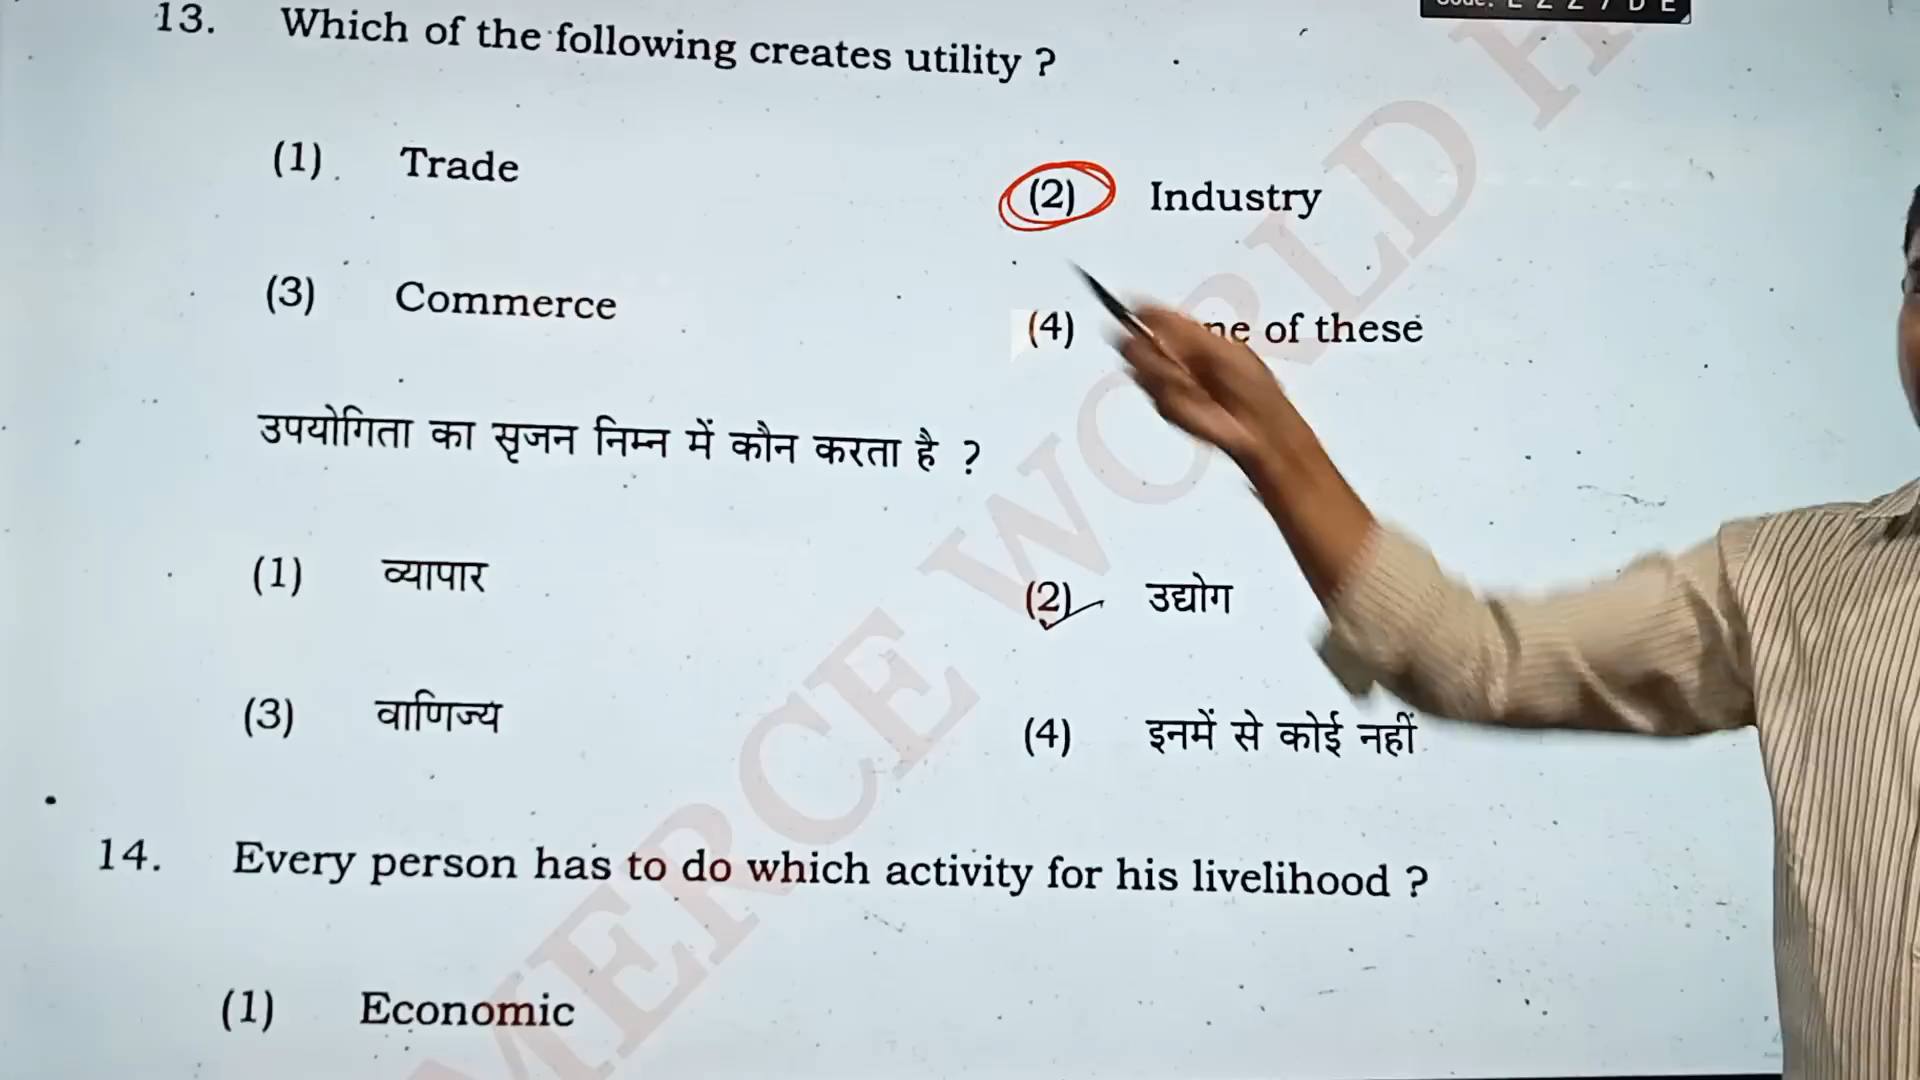 13. Which of the following creates utility ?
(1) Trade
(2) Industry
(3) Commerce
(4) of these
उपयोगिता का सृजन निम्न में कौन करता है ?
(1) व्यापार
(2) उद्योग
(3) वाणिज्य
(4) इनमें से कोई नहीं
14. Every person has to do which activity for his livelihood ?
(1) Economic
WORLD